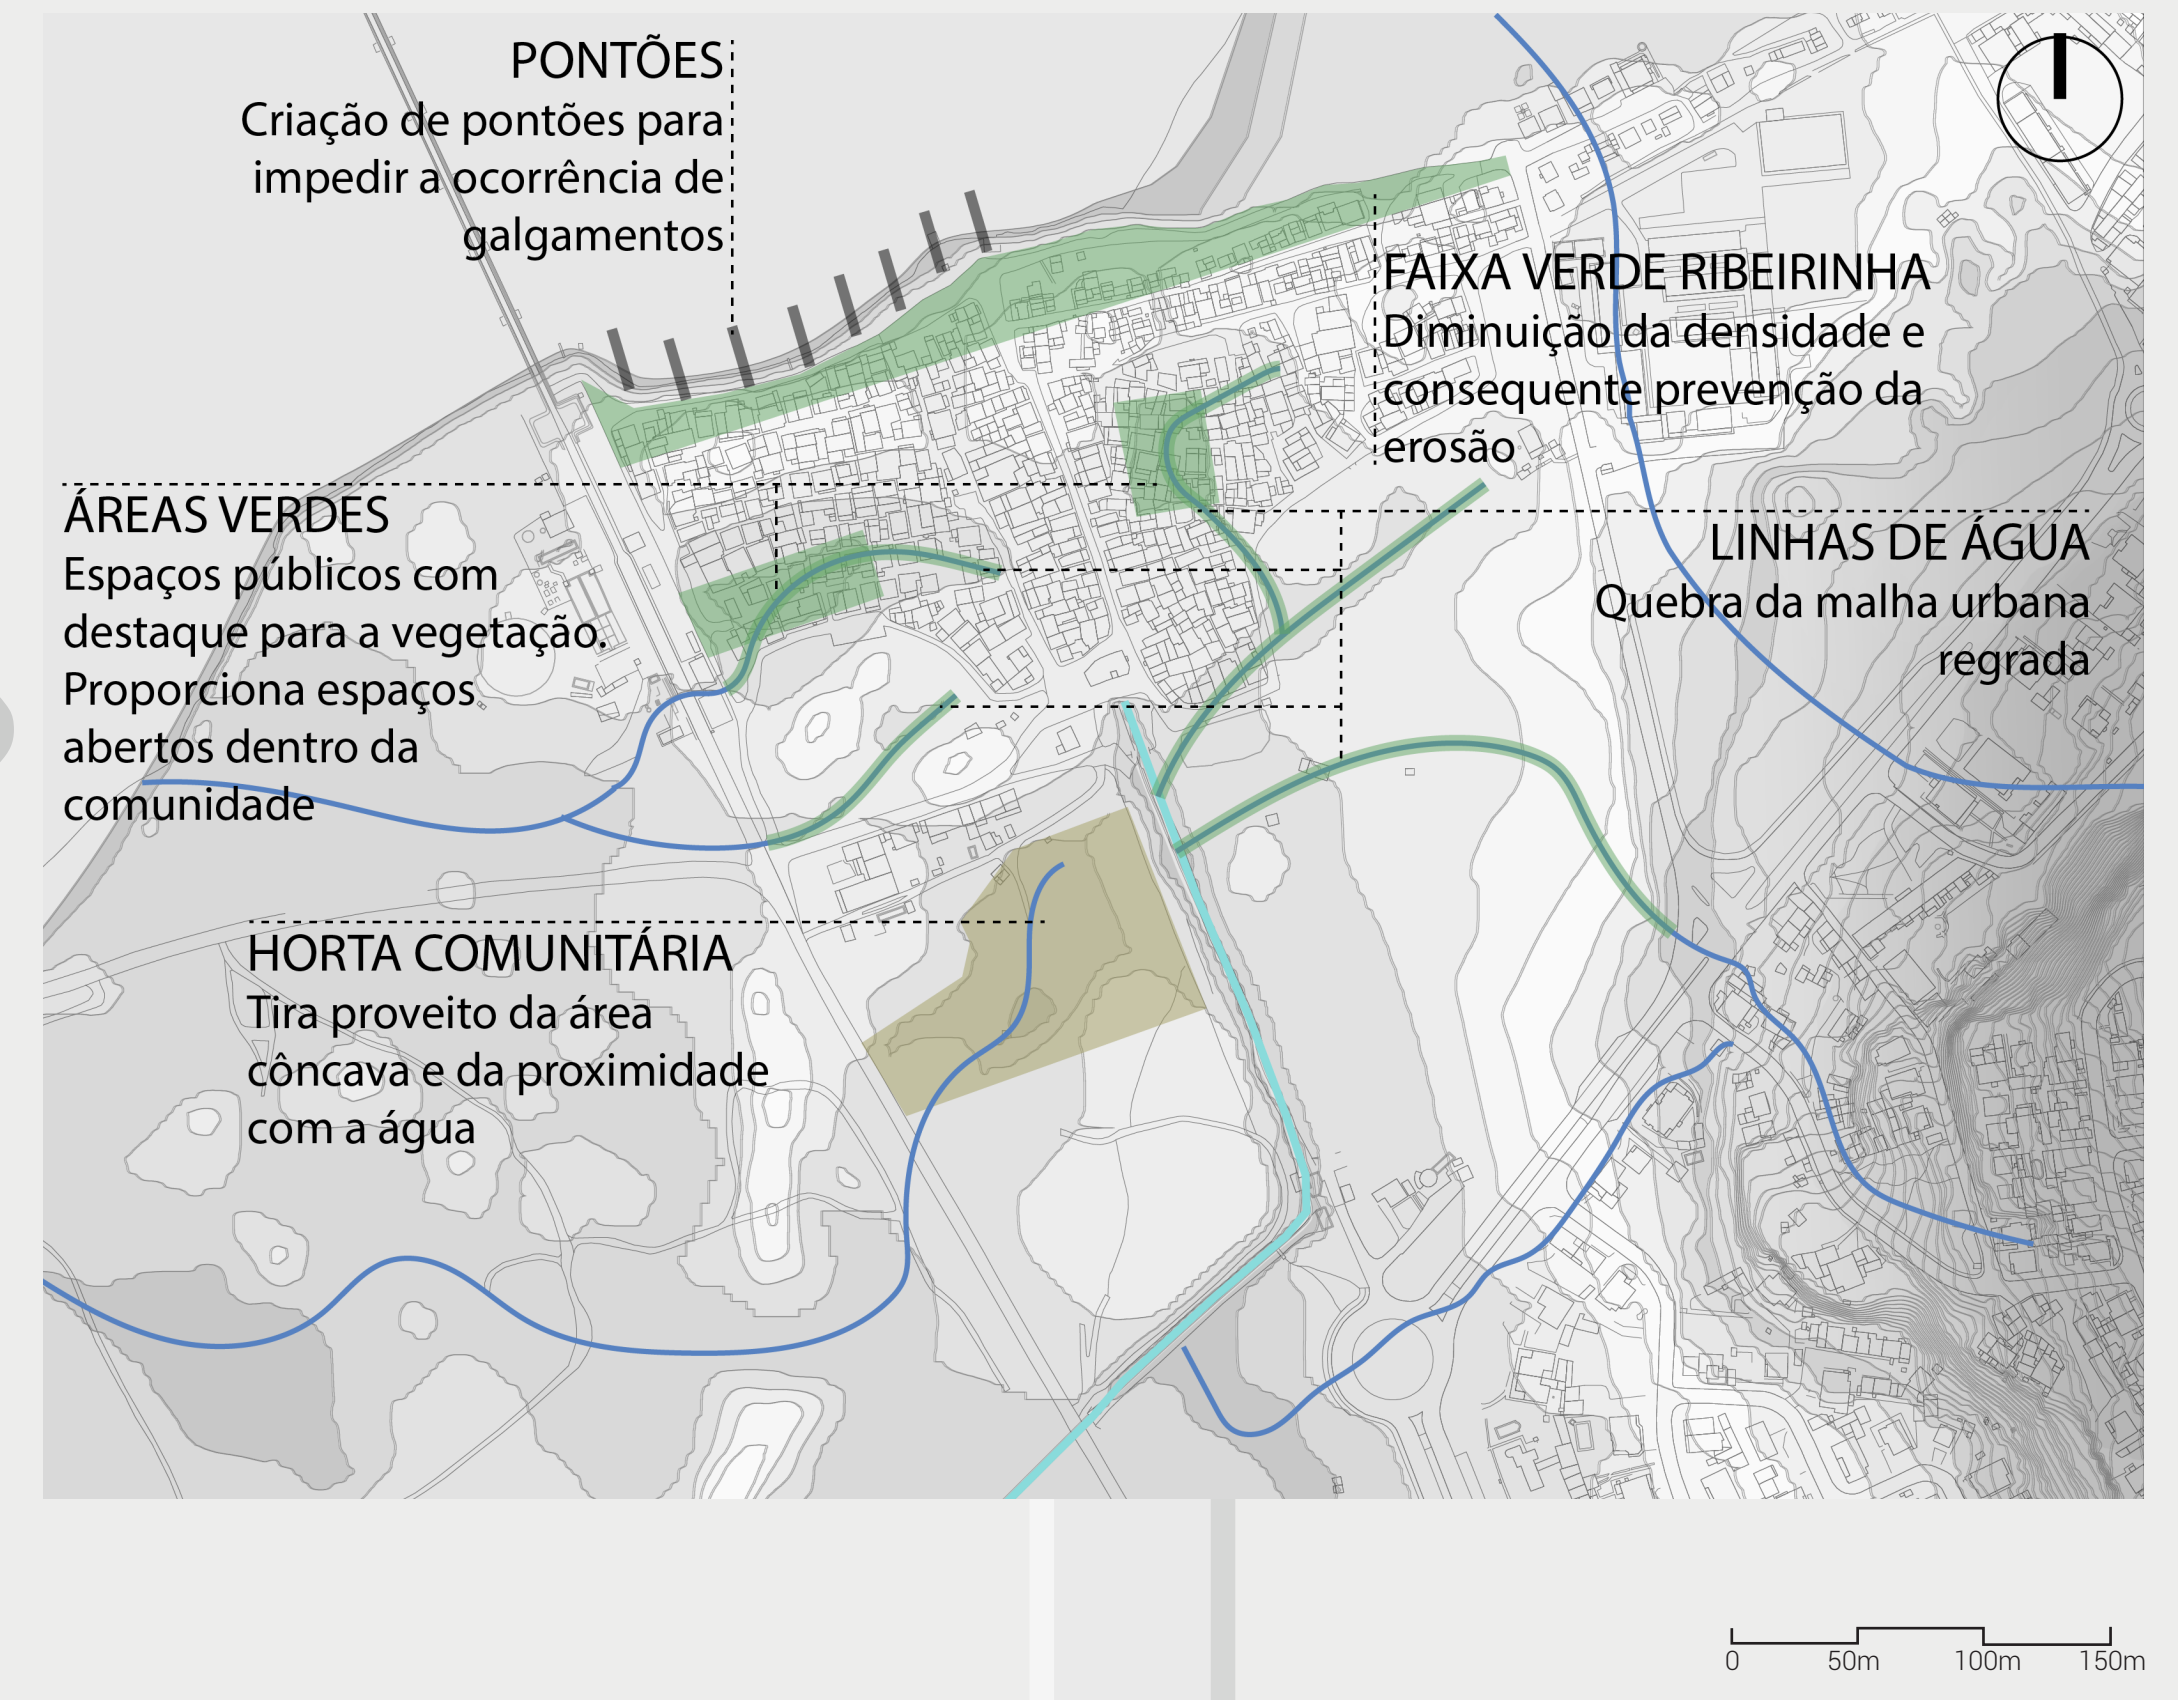 PONTÕES
Criação de pontões para
impedir a ocorrência de
galgamentos
FAIXA VERDE RIBEIRINHA
Diminuição da densidade e
consequente prevenção da
erosão
ÁREAS VERDES
Espaços públicos com
destaque para a vegetação.
Proporciona espaços
abertos dentro da
comunidade
LINHAS DE ÁGUA
Quebra da malha urbana
regrada
HORTA COMUNITÁRIA
Tira proveito da área
côncava e da proximidade
com a água
0 50m 100m 150m